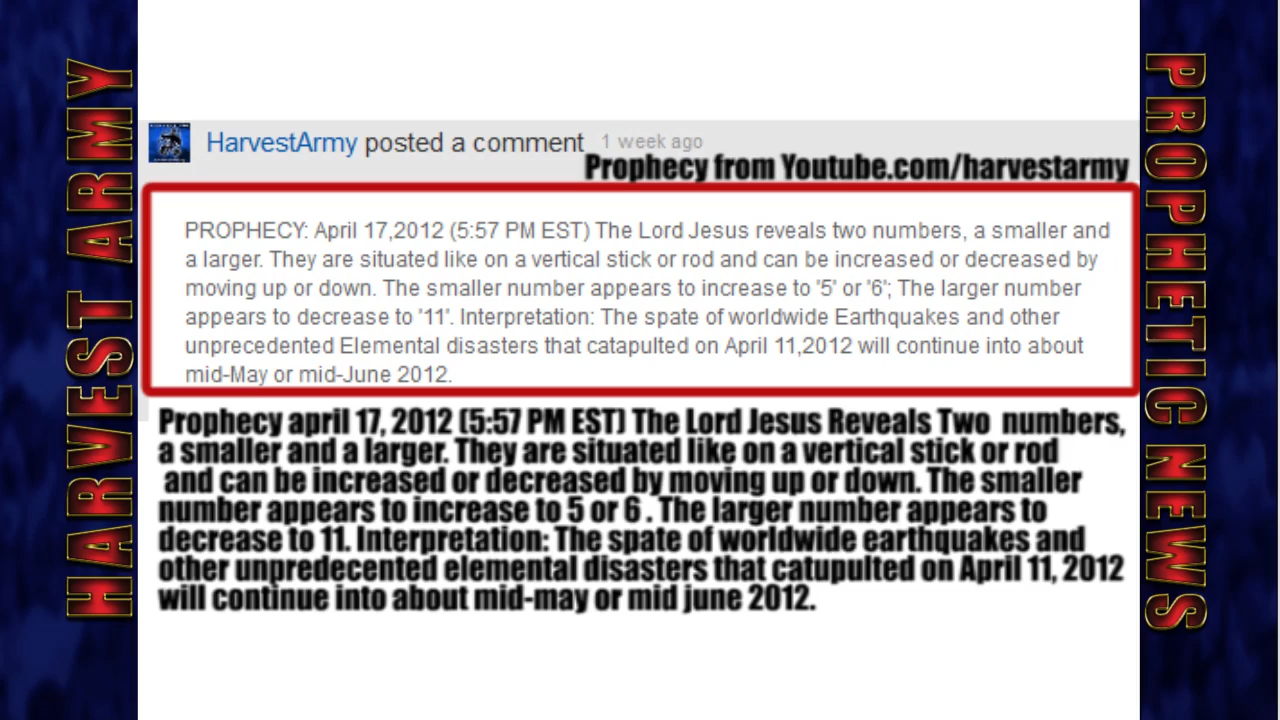 HARVEST ARMY
HarvestArmy posted a comment 1 week ago
Prophecy from Youtube.com/harvestarmy
PROPHECY: April 17,2012 (5:57 PM EST) The Lord Jesus reveals two numbers, a smaller and
a larger. They are situated like on a vertical stick or rod and can be increased or decreased by
moving up or down. The smaller number appears to increase to '5' or '6'; The larger number
appears to decrease to '11'. Interpretation: The spate of worldwide Earthquakes and other
unprecedented Elemental disasters that catapulted on April 11,2012 will continue into about
mid-May or mid-June 2012.
Prophecy april 17, 2012 (5:57 PM EST) The Lord Jesus Reveals Two numbers,
a smaller and a larger. They are situated like on a vertical stick or rod
and can be increased or decreased by moving up or down. The smaller
number appears to increase to 5 or 6 . The larger number appears to
decrease to 11. Interpretation: The spate of worldwide earthquakes and
other unpredecented elemental disasters that catupulted on April 11, 2012
will continue into about mid-may or mid june 2012.
PROPHETIC NEWS